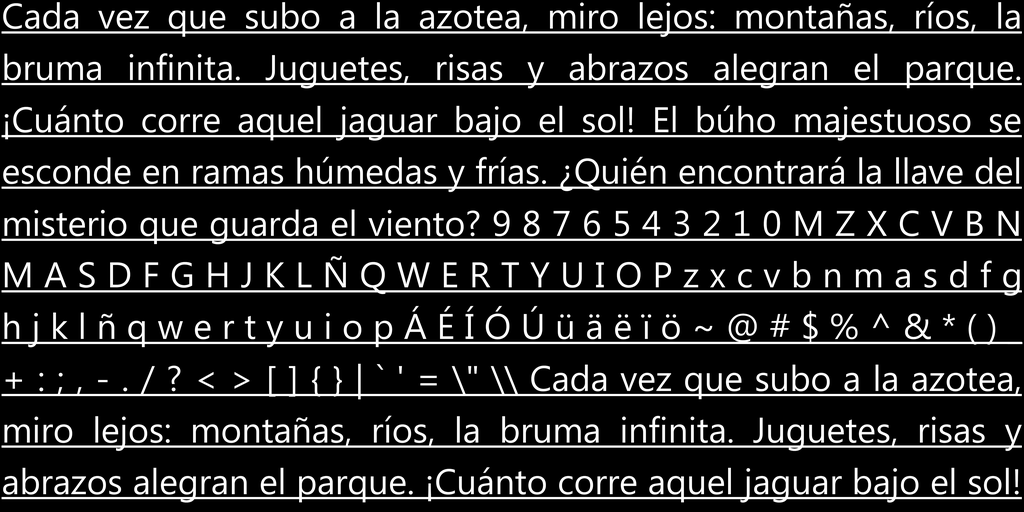 Cada vez que subo a la azotea, miro lejos: montañas, ríos, la
bruma infinita. Juguetes, risas y abrazos alegran el parque.
¡Cuánto corre aquel jaguar bajo el sol! El búho majestuoso se
esconde en ramas húmedas y frías. ¿Quién encontrará la llave del
misterio que guarda el viento? 9 8 7 6 5 4 3 2 1 0 M Z X C V B N
M A S D F G H J K L Ñ Q W E R T Y U I O P z x c v b n m a s d f g
h j k l ñ q w e r t y u i o p Á É Í Ó Ú ü ä ë ï ö ~ @ # $ % ^ & * ( ) _
+ : ; , - . / ? < > [ ] { } | ` ' = \" \\ Cada vez que subo a la azotea,
miro lejos: montañas, ríos, la bruma infinita. Juguetes, risas y
abrazos alegran el parque. ¡Cuánto corre aquel jaguar bajo el sol!